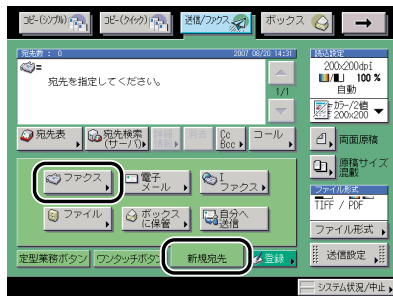 コピー(シンプル) コピー(クイック) 送信/ファクス ボックス
宛先数： 0 2007 08/20 14:31 読込設定
= 200x200dpi
宛先を指定してください。 100 %
自動
1/1
カラー/2値
200x200
宛先表 宛先検索(サーバ) 詳細情報 消去 Cc Bcc コール 両面原稿
ファクス 電子メール Iファクス 原稿サイズ混載
ファイル形式
TIFF / PDF
ファイル ボックスに保管 自分へ送信 ファイル形式
定型業務ボタン ワンタッチボタン 新規宛先 登録 送信設定
システム状況/中止